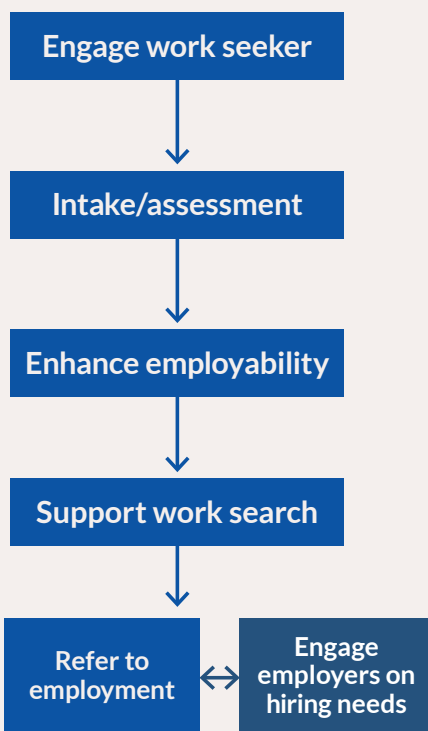 Engage work seeker
Intake/assessment
Enhance employability
Support work search
Refer to
employment
Engage
employers on
hiring needs